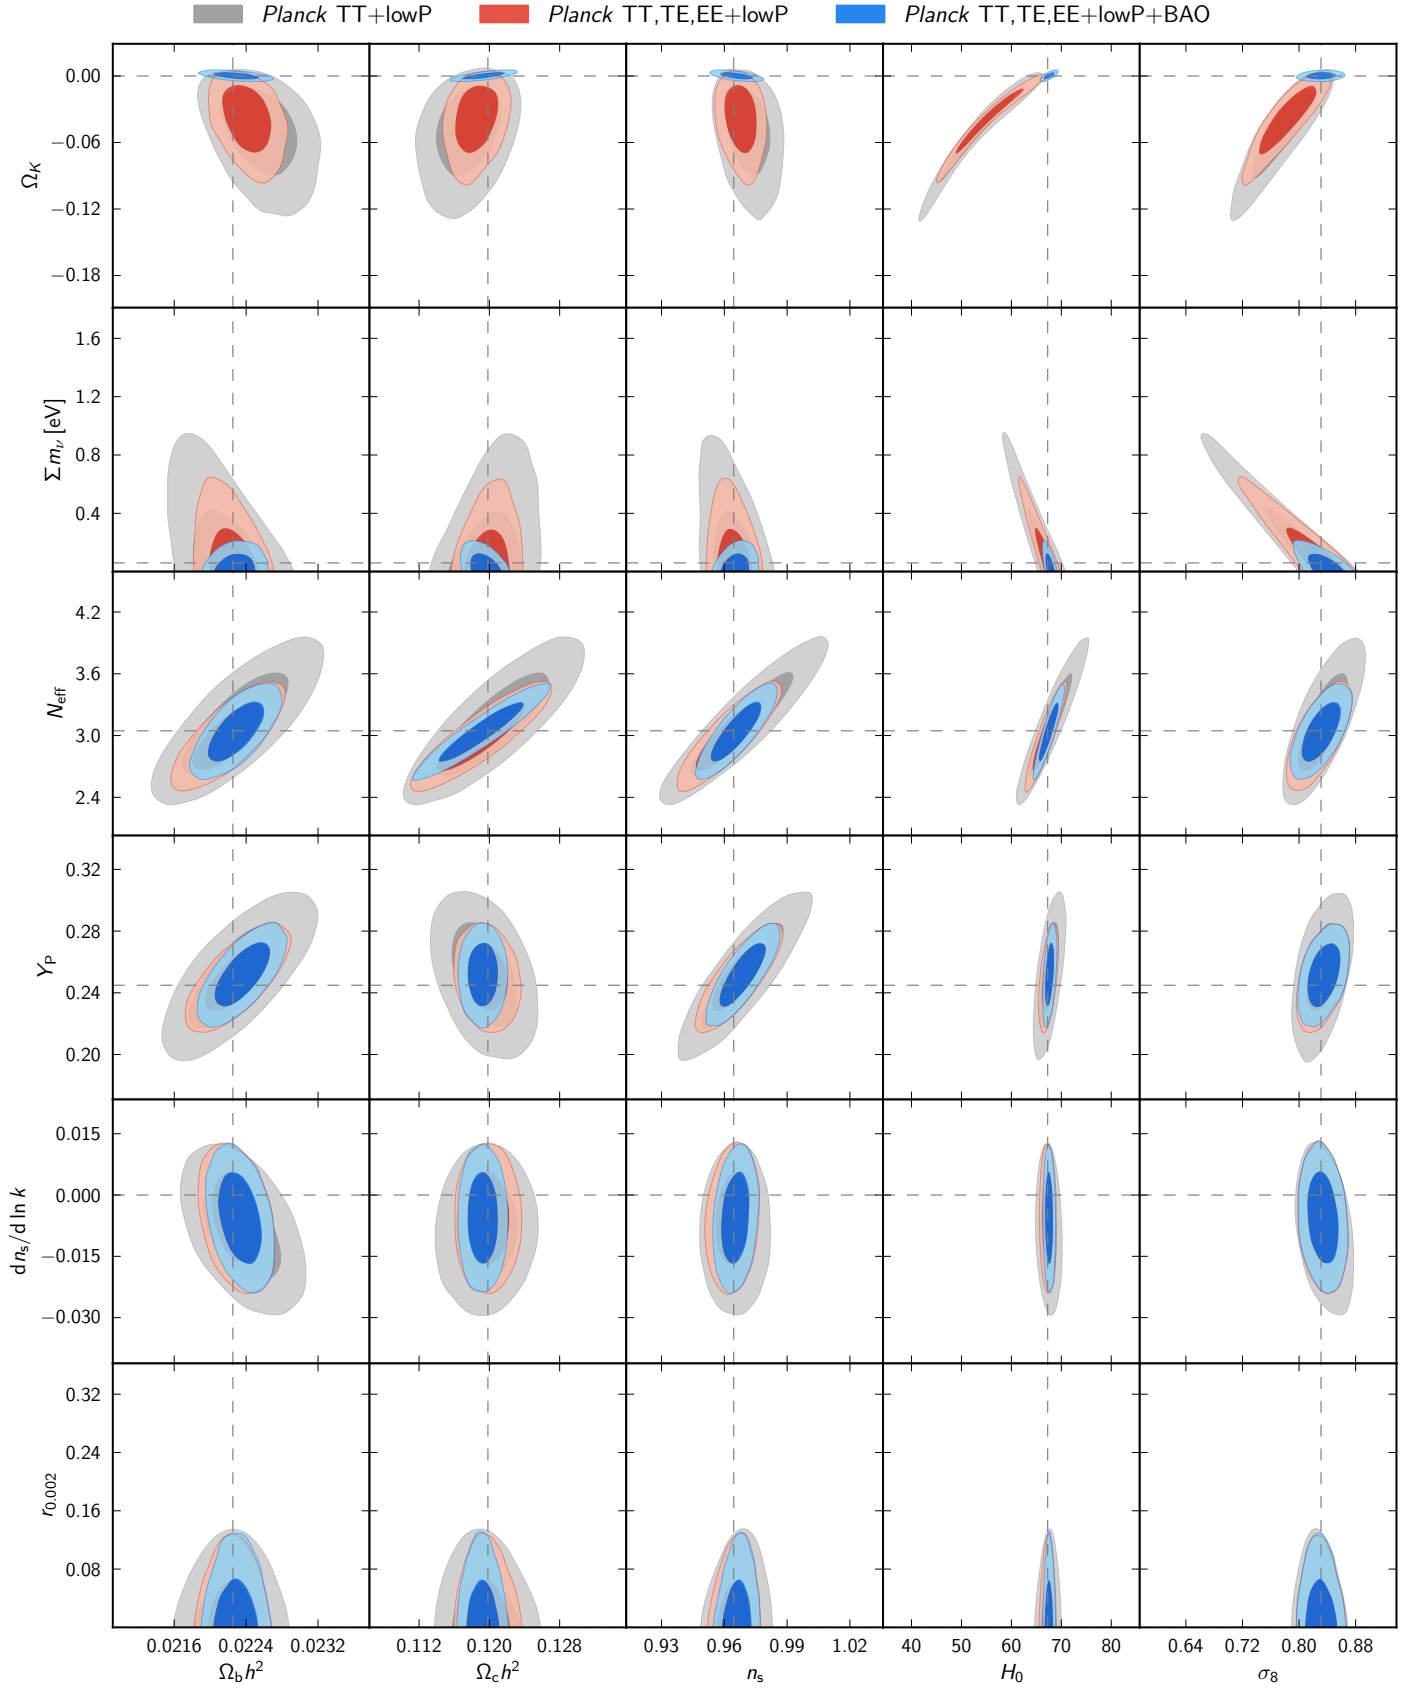 Planck TT+lowP Planck TT,TE,EE+lowP Planck TT,TE,EE+lowP+BAO
0.00
−0.06
−0.12
−0.18
Ω_K
1.6
1.2
0.8
0.4
Σm_ν [eV]
4.2
3.6
3.0
2.4
N_eff
0.32
0.28
0.24
0.20
Y_P
0.015
0.000
−0.015
−0.030
dn_s/d ln k
0.32
0.24
0.16
0.08
r_0.002
0.0216 0.0224 0.0232 0.112 0.120 0.128 0.93 0.96 0.99 1.02 40 50 60 70 80 0.64 0.72 0.80 0.88
Ω_bh² Ω_ch² n_s H_0 σ_8